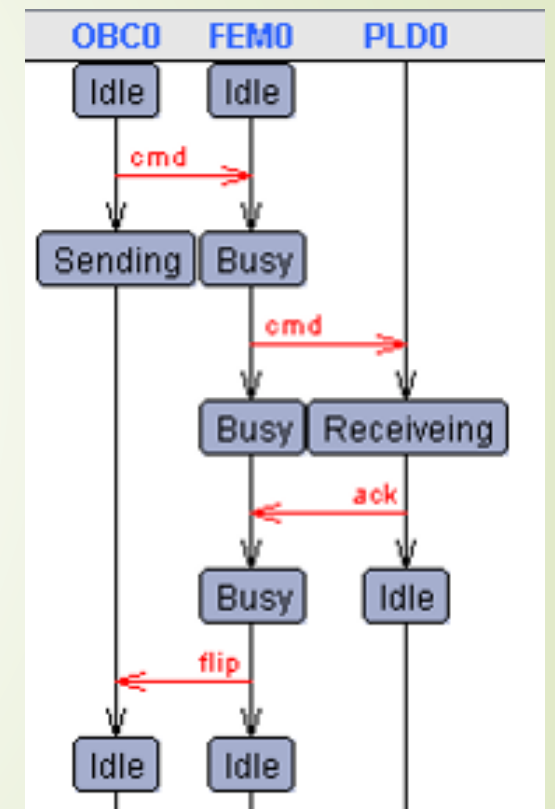 OBC0 FEM0 PLD0
Idle Idle
cmd
Sending Busy
cmd
Busy Receiveing
ack
Busy Idle
flip
Idle Idle